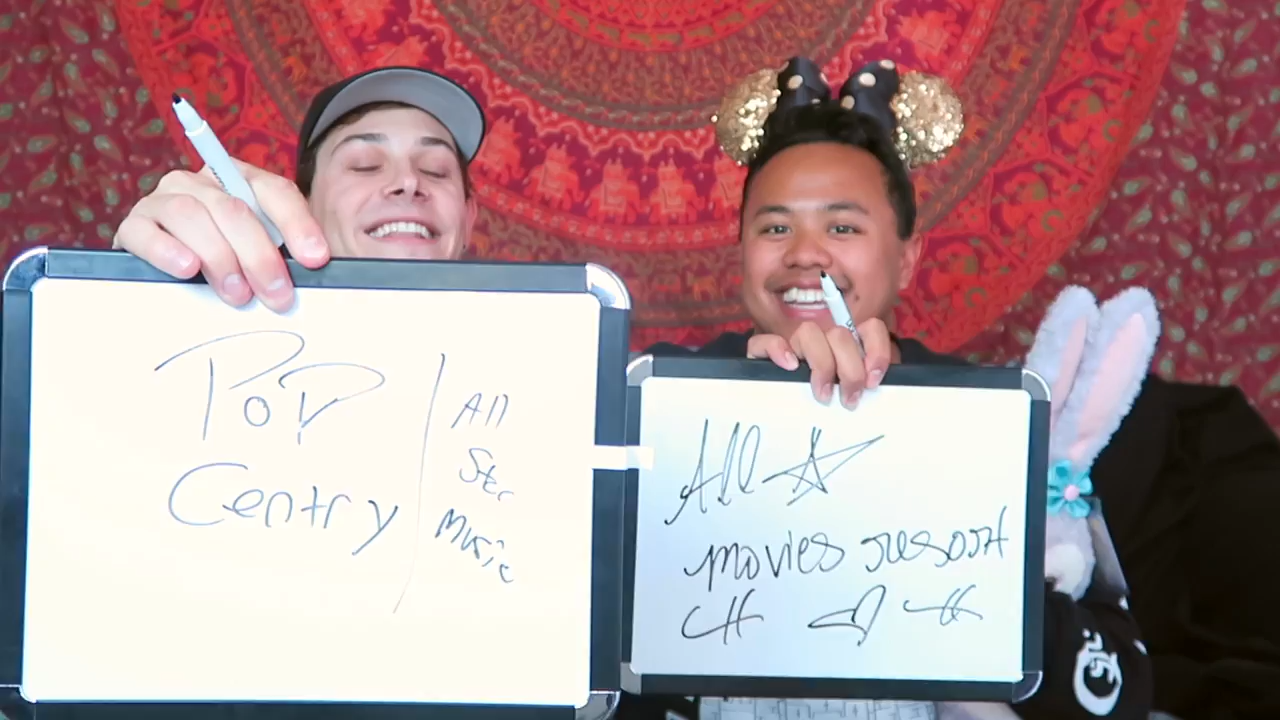 Pop
Centry
All
Star
Music
All ☆
movies resort